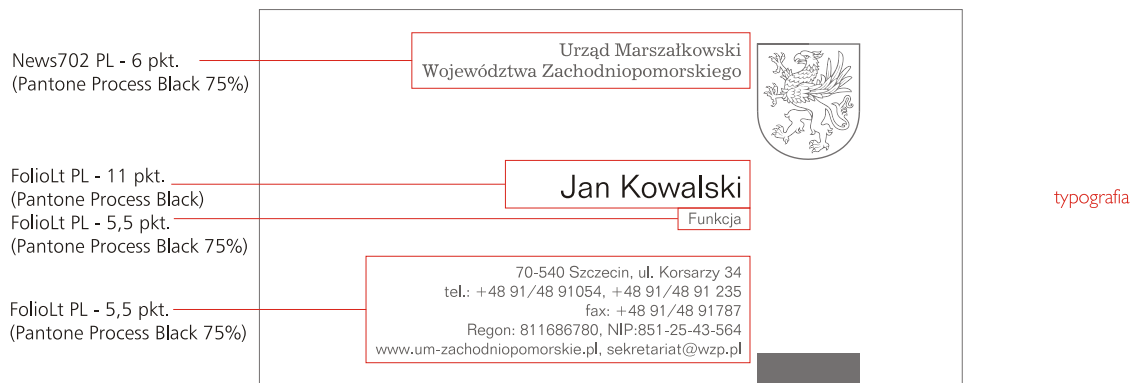 News702 PL - 6 pkt.
(Pantone Process Black 75%)
Urząd Marszałkowski
Województwa Zachodniopomorskiego
FolioLt PL - 11 pkt.
(Pantone Process Black)
Jan Kowalski
FolioLt PL - 5,5 pkt.
(Pantone Process Black 75%)
Funkcja
typografia
FolioLt PL - 5,5 pkt.
(Pantone Process Black 75%)
70-540 Szczecin, ul. Korsarzy 34
tel.: +48 91/48 91054, +48 91/48 91 235
fax: +48 91/48 91787
Regon: 811686780, NIP:851-25-43-564
www.um-zachodniopomorskie.pl, sekretariat@wzp.pl